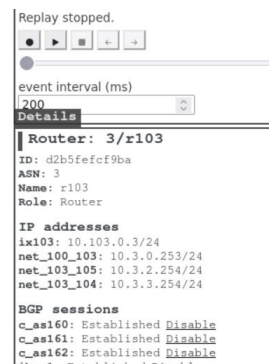 Replay stopped.
event interval (ms)
200
Details
Router: 3/r103
ID: d2b5fefcf9ba
ASN: 3
Name: r103
Role: Router
IP addresses
ix103: 10.103.0.3/24
net_100_103: 10.3.0.253/24
net_103_105: 10.3.2.254/24
net_103_104: 10.3.3.254/24
BGP sessions
c_as160: Established Disable
c_as161: Established Disable
c_as162: Established Disable